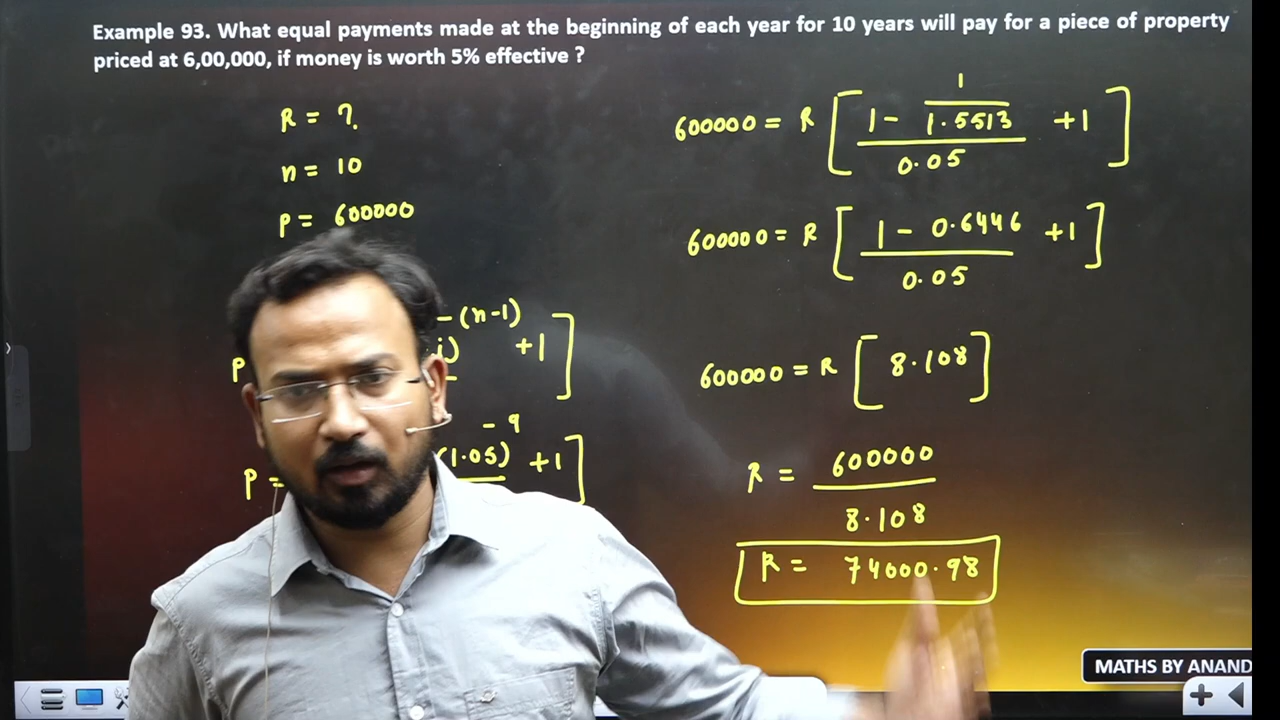 Example 93. What equal payments made at the beginning of each year for 10 years will pay for a piece of property
priced at 6,00,000, if money is worth 5% effective ?
R = ?
n = 10
P = 600000
P
i)
-(n-1)
+1]
P =
(1.05)
-9
+1]
600000 = R [ 1 - 1/1.5513 / 0.05 +1 ]
600000 = R [ 1 - 0.6446 / 0.05 +1 ]
600000 = R [ 8.108 ]
R = 600000 / 8.108
R = 74000.98
MATHS BY ANAND